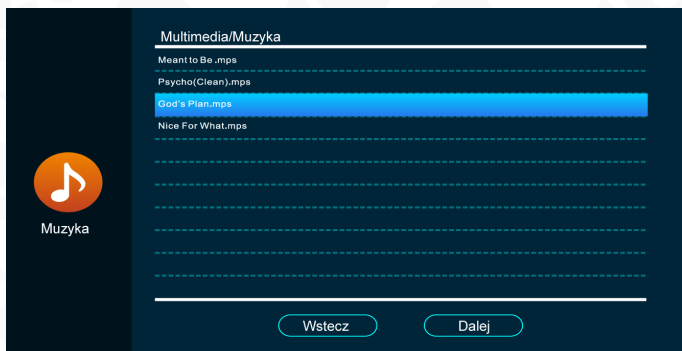 Multimedia/Muzyka
Meant to Be .mps
Psycho(Clean).mps
God's Plan.mps
Nice For What.mps
Muzyka
Wstecz
Dalej